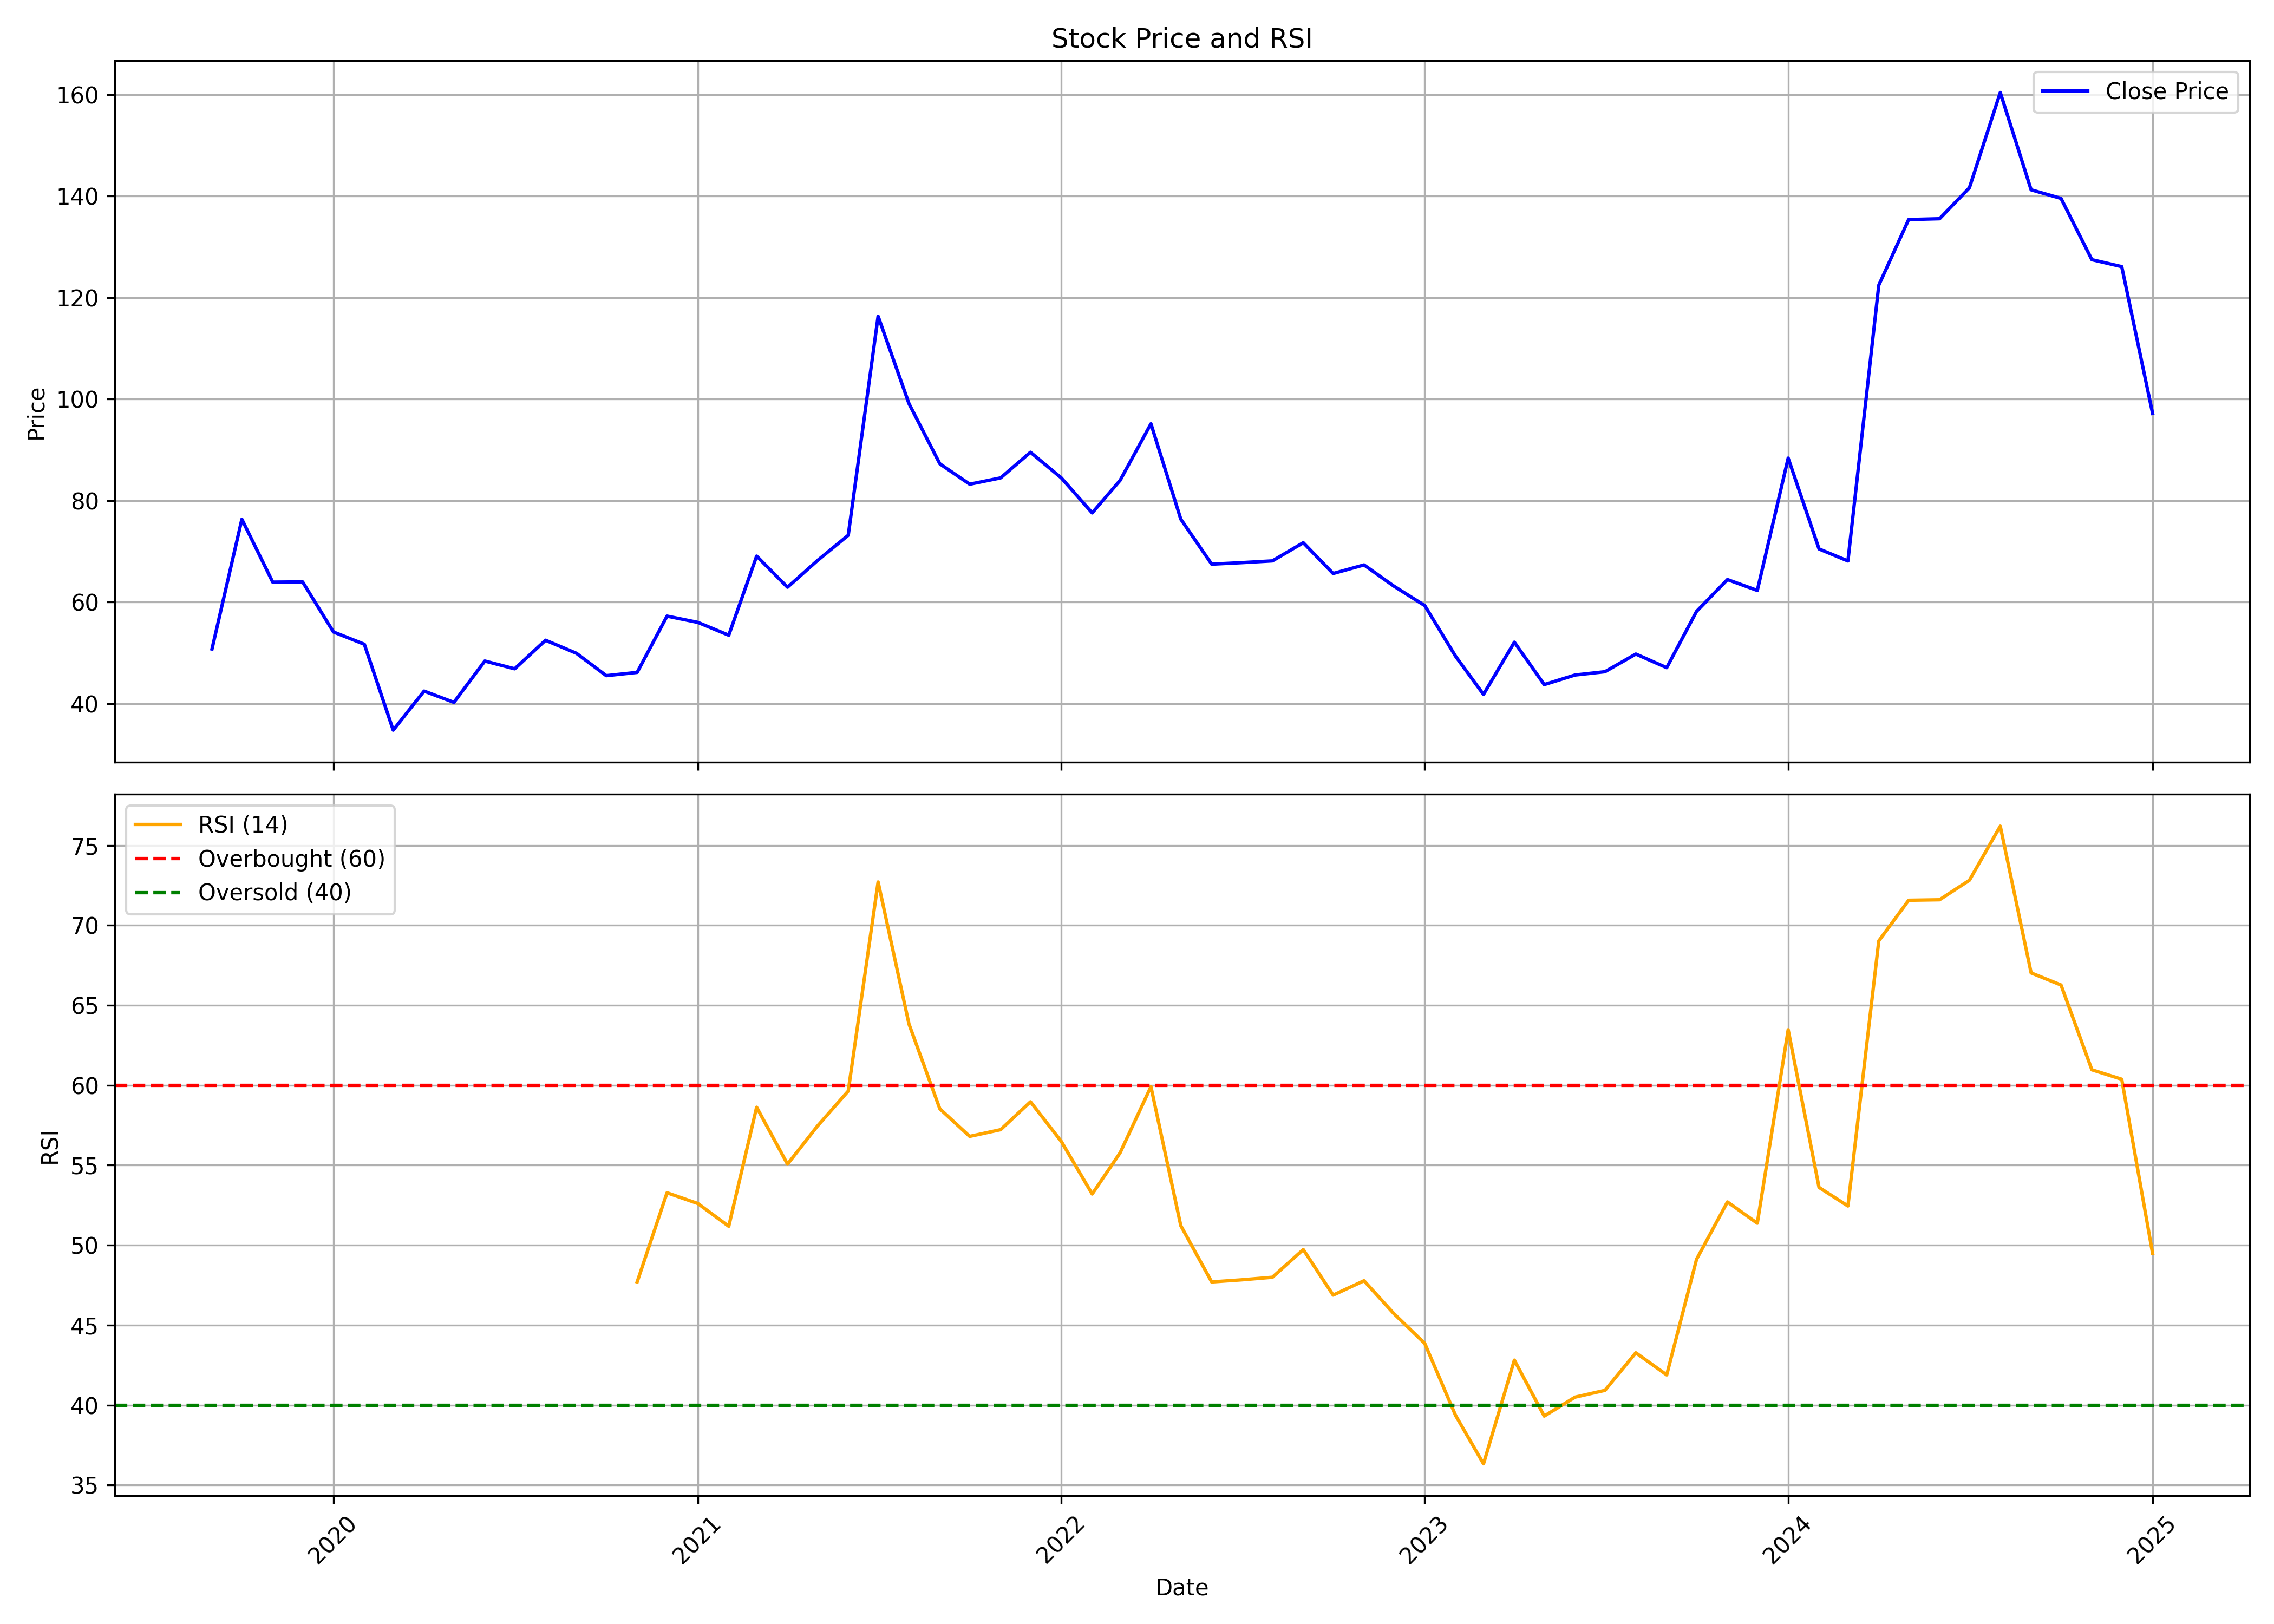 Stock Price and RSI
Close Price
160
140
120
100
80
60
40
Price
RSI (14)
Overbought (60)
Oversold (40)
75
70
65
60
55
50
45
40
35
RSI
2020
2021
2022
2023
2024
2025
Date